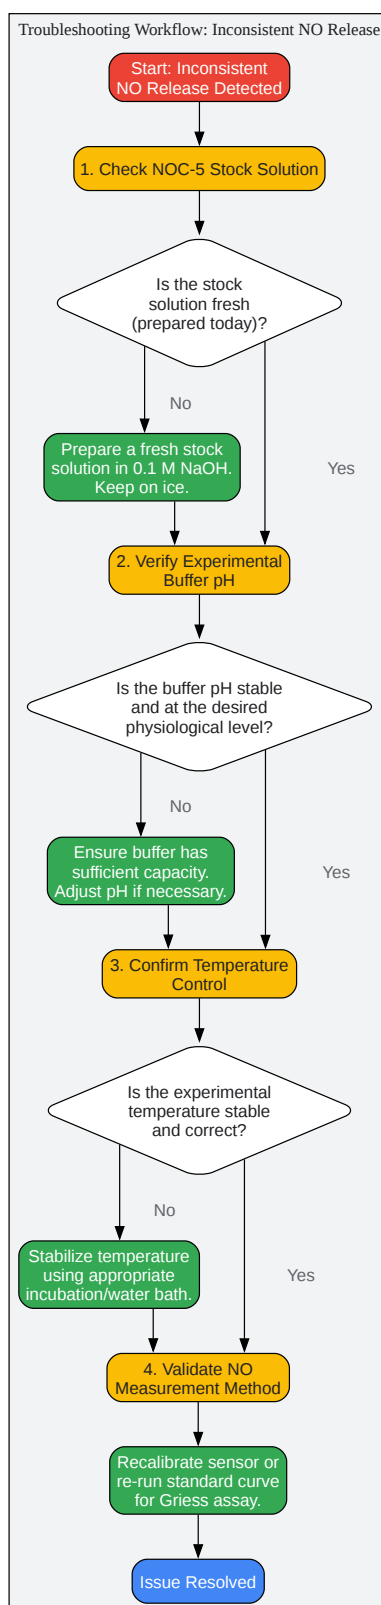 Troubleshooting Workflow: Inconsistent NO Release
Start: Inconsistent
NO Release Detected
1. Check NOC-5 Stock Solution
Is the stock
solution fresh
(prepared today)?
No
Yes
Prepare a fresh stock
solution in 0.1 M NaOH.
Keep on ice.
2. Verify Experimental
Buffer pH
Is the buffer pH stable
and at the desired
physiological level?
No
Yes
Ensure buffer has
sufficient capacity.
Adjust pH if necessary.
3. Confirm Temperature
Control
Is the experimental
temperature stable
and correct?
No
Yes
Stabilize temperature
using appropriate
incubation/water bath.
4. Validate NO
Measurement Method
Recalibrate sensor or
re-run standard curve
for Griess assay.
Issue Resolved